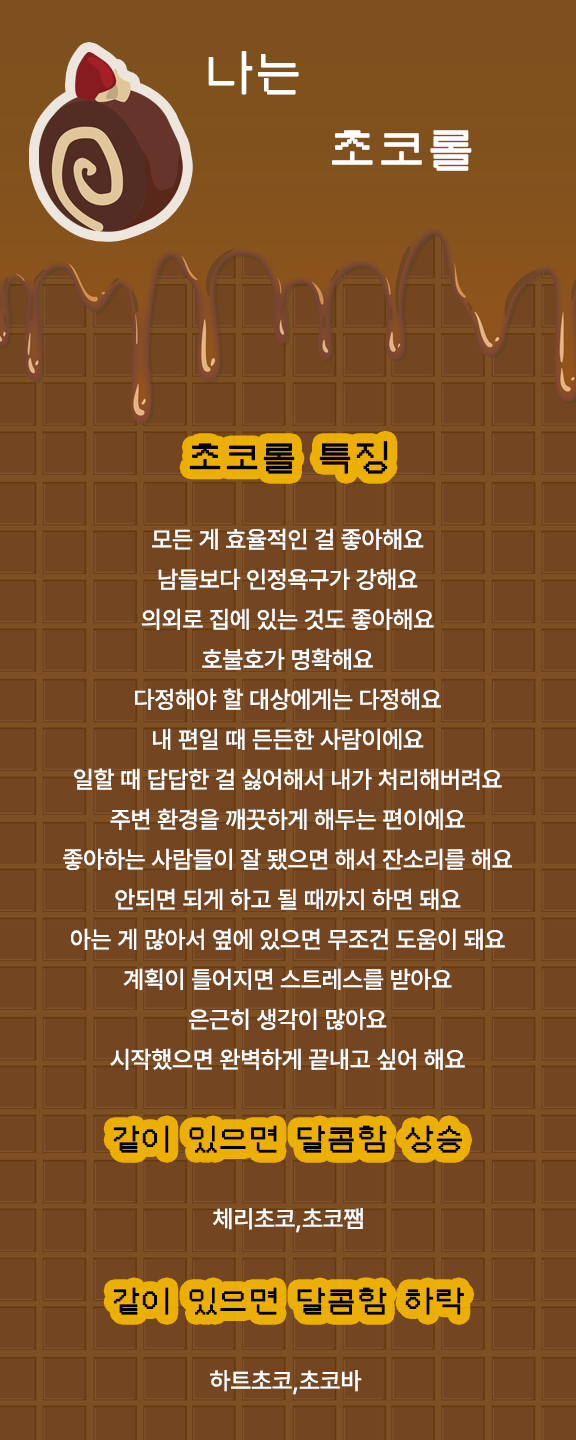 나는
초코롤
초코롤 특징
모든 게 효율적인 걸 좋아해요
남들보다 인정욕구가 강해요
의외로 집에 있는 것도 좋아해요
호불호가 명확해요
다정해야 할 대상에게는 다정해요
내 편일 때 든든한 사람이에요
일할 때 답답한 걸 싫어해서 내가 처리해버려요
주변 환경을 깨끗하게 해두는 편이에요
좋아하는 사람들이 잘 됐으면 해서 잔소리를 해요
안되면 되게 하고 될 때까지 하면 돼요
아는 게 많아서 옆에 있으면 무조건 도움이 돼요
계획이 틀어지면 스트레스를 받아요
은근히 생각이 많아요
시작했으면 완벽하게 끝내고 싶어 해요
같이 있으면 달콤함 상승
체리초코,초코쨈
같이 있으면 달콤함 하락
하트초코,초코바